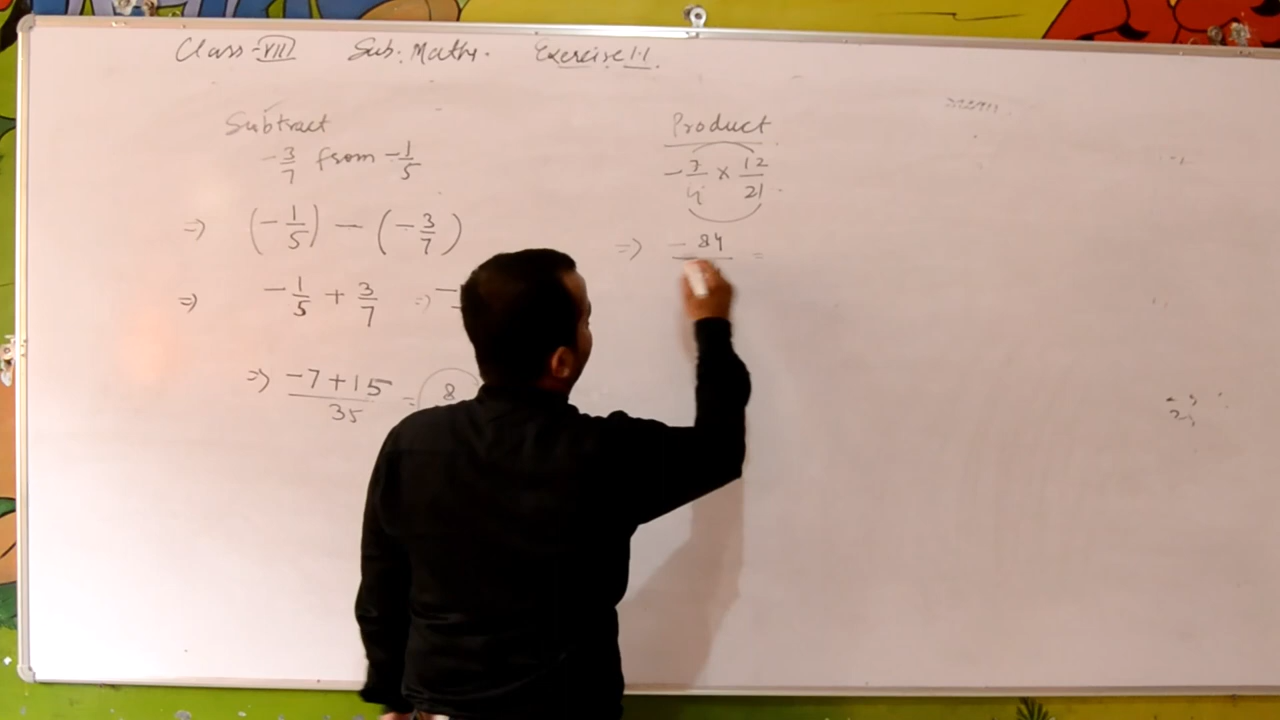 Class-VIII Sub. Maths. Exercise 1.1
Subtract
-3/7 from -1/5
=> (-1/5) - (-3/7)
=> -1/5 + 3/7 => -
=> -7+15/35 = 8
Product
-7/4 × 12/21
=> -84 =